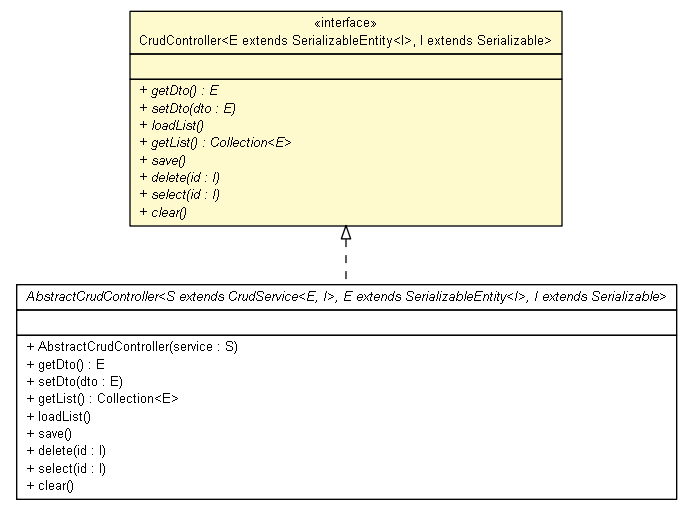 «interface»
CrudController<E extends SerializableEntity<I>, I extends Serializable>
+ getDto() : E
+ setDto(dto : E)
+ loadList()
+ getList() : Collection<E>
+ save()
+ delete(id : I)
+ select(id : I)
+ clear()
AbstractCrudController<S extends CrudService<E, I>, E extends SerializableEntity<I>, I extends Serializable>
+ AbstractCrudController(service : S)
+ getDto() : E
+ setDto(dto : E)
+ getList() : Collection<E>
+ loadList()
+ save()
+ delete(id : I)
+ select(id : I)
+ clear()